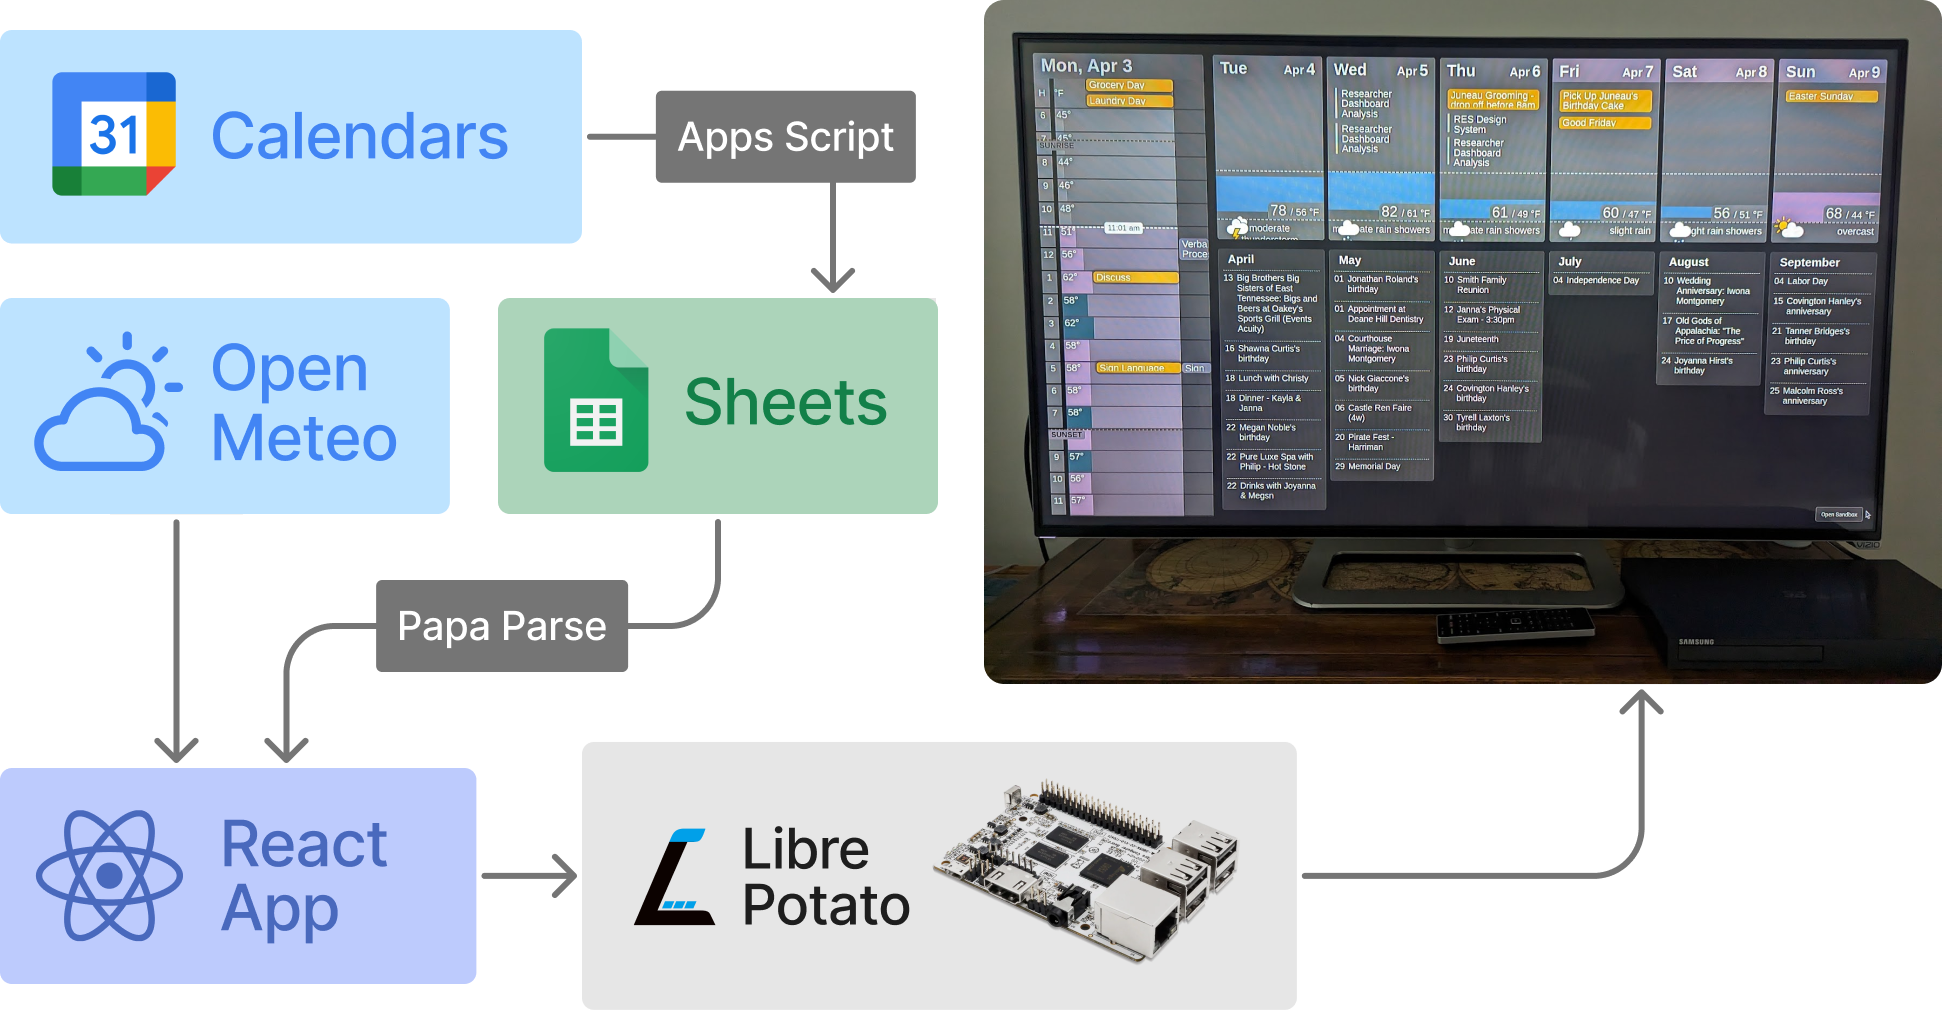 31
Calendars
Apps Script
Open
Meteo
Sheets
Papa Parse
React
App
Libre
Potato
Mon, Apr 3
Grocery Day
Laundry Day
H °F
6 45°
7 45°
SUNRISE
8 44°
9 46°
10 48°
11:01 am
11 51°
Verba
Proce
12 56°
1 62° Discuss
2 58°
3 62°
4 58°
5 58° Sign Language Sign
6 58°
7 58°
SUNSET
9 57°
10 56°
11 57°
Tue Apr 4
78 / 56 °F
moderate
thunderstorm
Wed Apr 5
Researcher
Dashboard
Analysis
Researcher
Dashboard
Analysis
82 / 61 °F
ate rain showers
Thu Apr 6
Juneau Grooming -
drop off before 8am
RES Design
System
Researcher
Dashboard
Analysis
61 / 49 °F
ate rain showers
Fri Apr 7
Pick Up Juneau's
Birthday Cake
Good Friday
60 / 47 °F
slight rain
Sat Apr 8
56 / 51 °F
ght rain showers
Sun Apr 9
Easter Sunday
68 / 44 °F
overcast
April
13 Big Brothers Big
Sisters of East
Tennessee: Bigs and
Beers at Oakey's
Sports Grill (Events
Acuity)
16 Shawna Curtis's
birthday
18 Lunch with Christy
18 Dinner - Kayla &
Janna
22 Megan Noble's
birthday
22 Pure Luxe Spa with
Philip - Hot Stone
22 Drinks with Joyanna
& Megsn
May
01 Jonathan Roland's
birthday
01 Appointment at
Deane Hill Dentistry
04 Courthouse
Marriage: Iwona
Montgomery
05 Nick Giaccone's
birthday
06 Castle Ren Faire
(4w)
20 Pirate Fest -
Harriman
29 Memorial Day
June
10 Smith Family
Reunion
12 Janna's Physical
Exam - 3:30pm
19 Juneteenth
23 Philip Curtis's
birthday
24 Covington Hanley's
birthday
30 Tyrell Laxton's
birthday
July
04 Independence Day
August
10 Wedding
Anniversary: Iwona
Montgomery
17 Old Gods of
Appalachia: "The
Price of Progress"
24 Joyanna Hirst's
birthday
September
04 Labor Day
15 Covington Hanley's
anniversary
21 Tanner Bridges's
birthday
23 Philip Curtis's
anniversary
25 Malcolm Ross's
anniversary
Open Sandbox
VIZIO
SAMSUNG